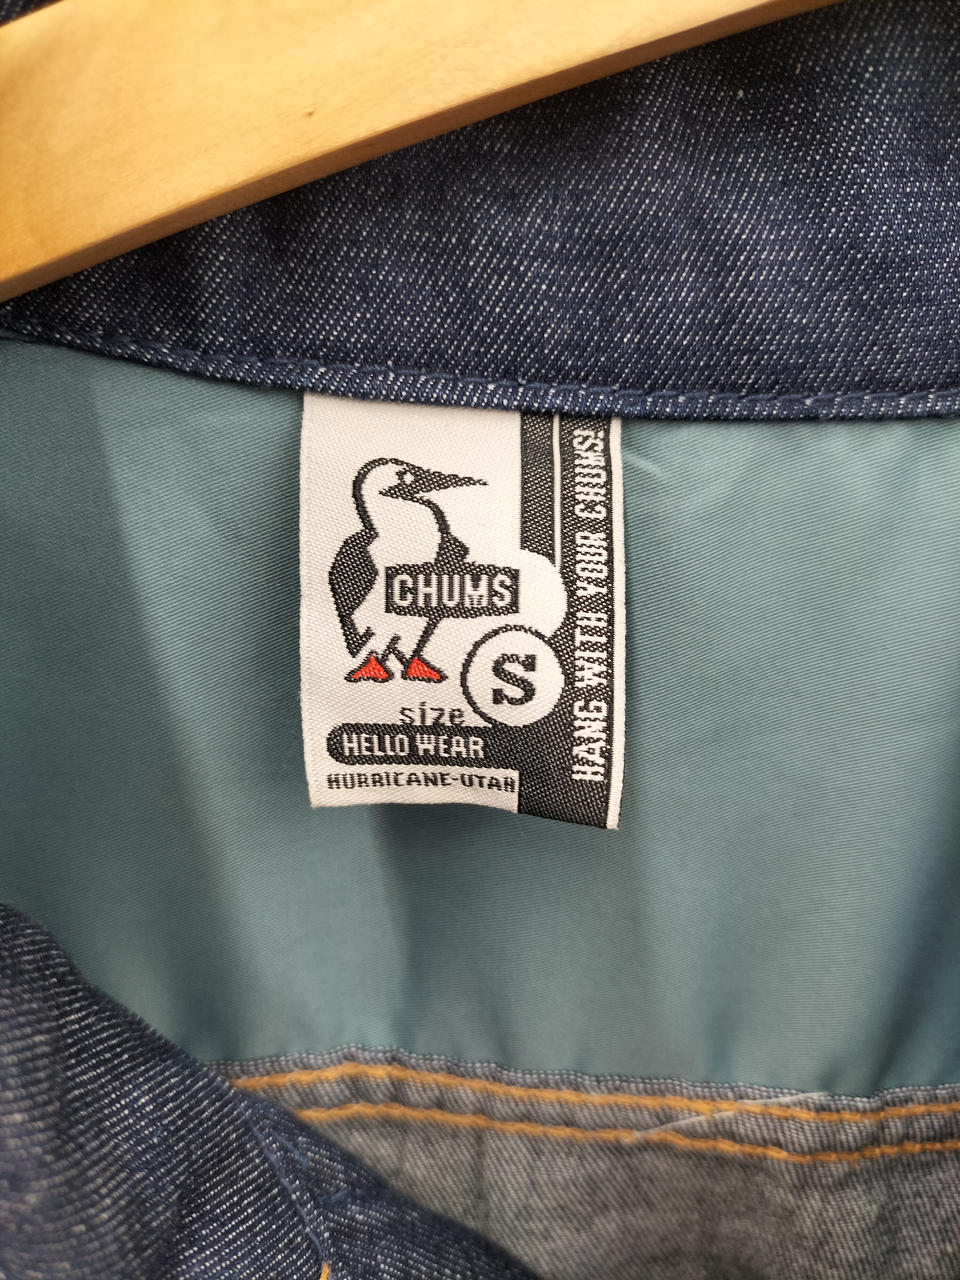 CHUMS
S
size
HELLO WEAR
HURRICANE-UTAH
HANG WITH YOUR CHUMS!